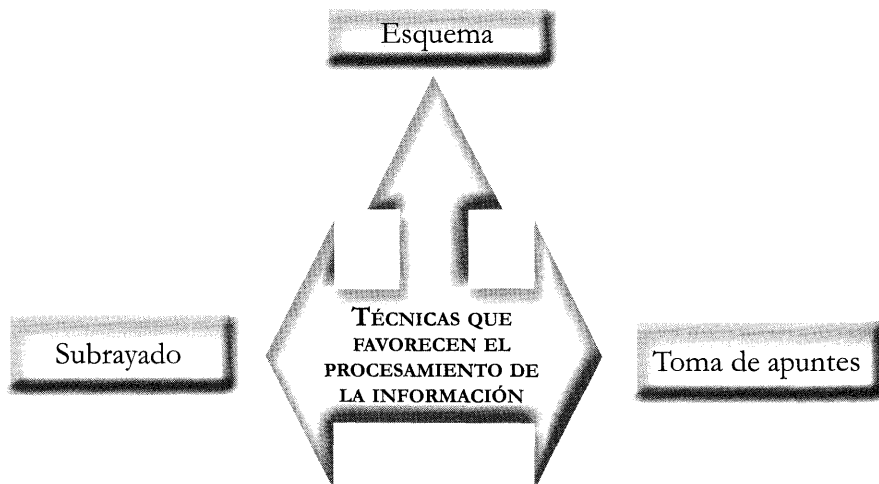 Esquema
Subrayado
TÉCNICAS QUE
FAVORECEN EL
PROCESAMIENTO DE
LA INFORMACIÓN
Toma de apuntes